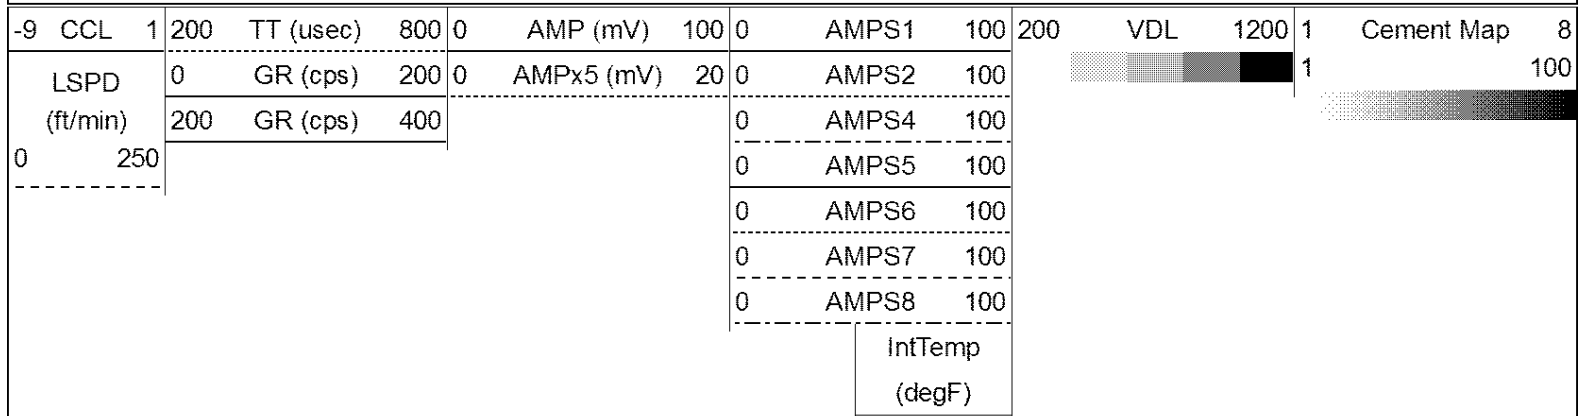 -9 CCL 1 200 TT (usec) 800 0 AMP (mV) 100 0 AMPS1 100 200 VDL 1200 1 Cement Map 8
LSPD 0 GR (cps) 200 0 AMPx5 (mV) 20 0 AMPS2 100 1 100
(ft/min) 200 GR (cps) 400 0 AMPS4 100
0 250 0 AMPS5 100
0 AMPS6 100
0 AMPS7 100
0 AMPS8 100
IntTemp
(degF)